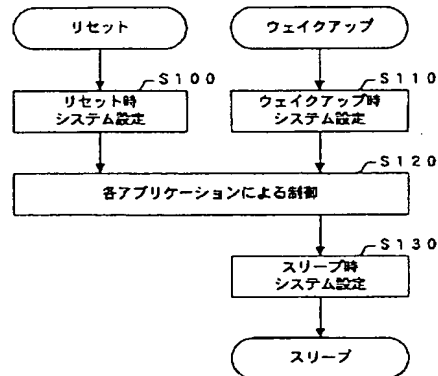 リセット
ウェイクアップ
S100
S110
リセット時
システム設定
ウェイクアップ時
システム設定
S120
各アプリケーションによる制御
S130
スリープ時
システム設定
スリープ